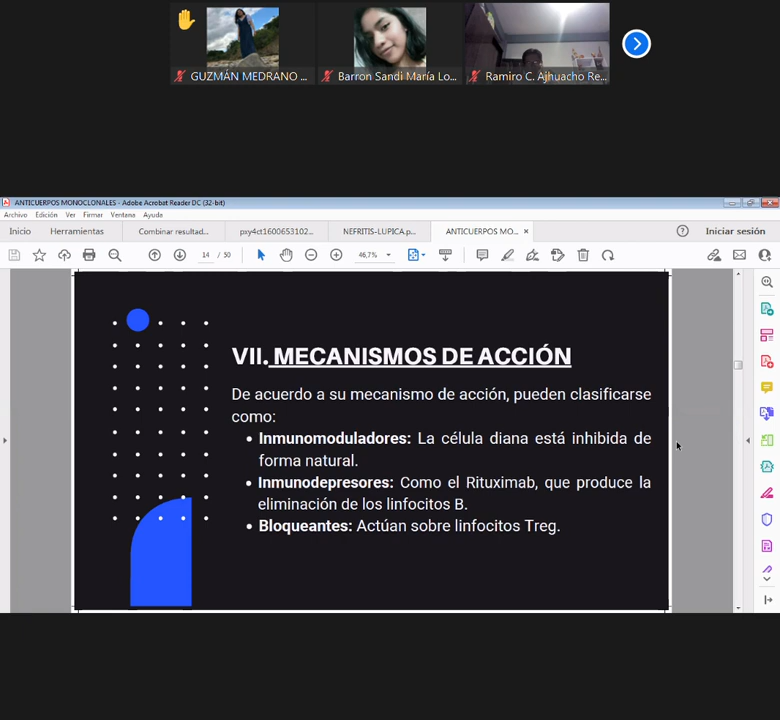 GUZMÁN MEDRANO ...
Barron Sandi María Lo...
Ramiro C. Ajhuacho Re...
ANTICUERPOS MONOCLONALES - Adobe Acrobat Reader DC (32-bit)
Archivo Edición Ver Firmar Ventana Ayuda
Inicio Herramientas Combinar resultad... psy4ct1600653102... NEFRITIS-LUPICA.p... ANTICUERPOS MO... × Iniciar sesión
14 / 50 46,7%
VII. MECANISMOS DE ACCIÓN
De acuerdo a su mecanismo de acción, pueden clasificarse
como:
• Inmunomoduladores: La célula diana está inhibida de
forma natural.
• Inmunodepresores: Como el Rituximab, que produce la
eliminación de los linfocitos B.
• Bloqueantes: Actúan sobre linfocitos Treg.